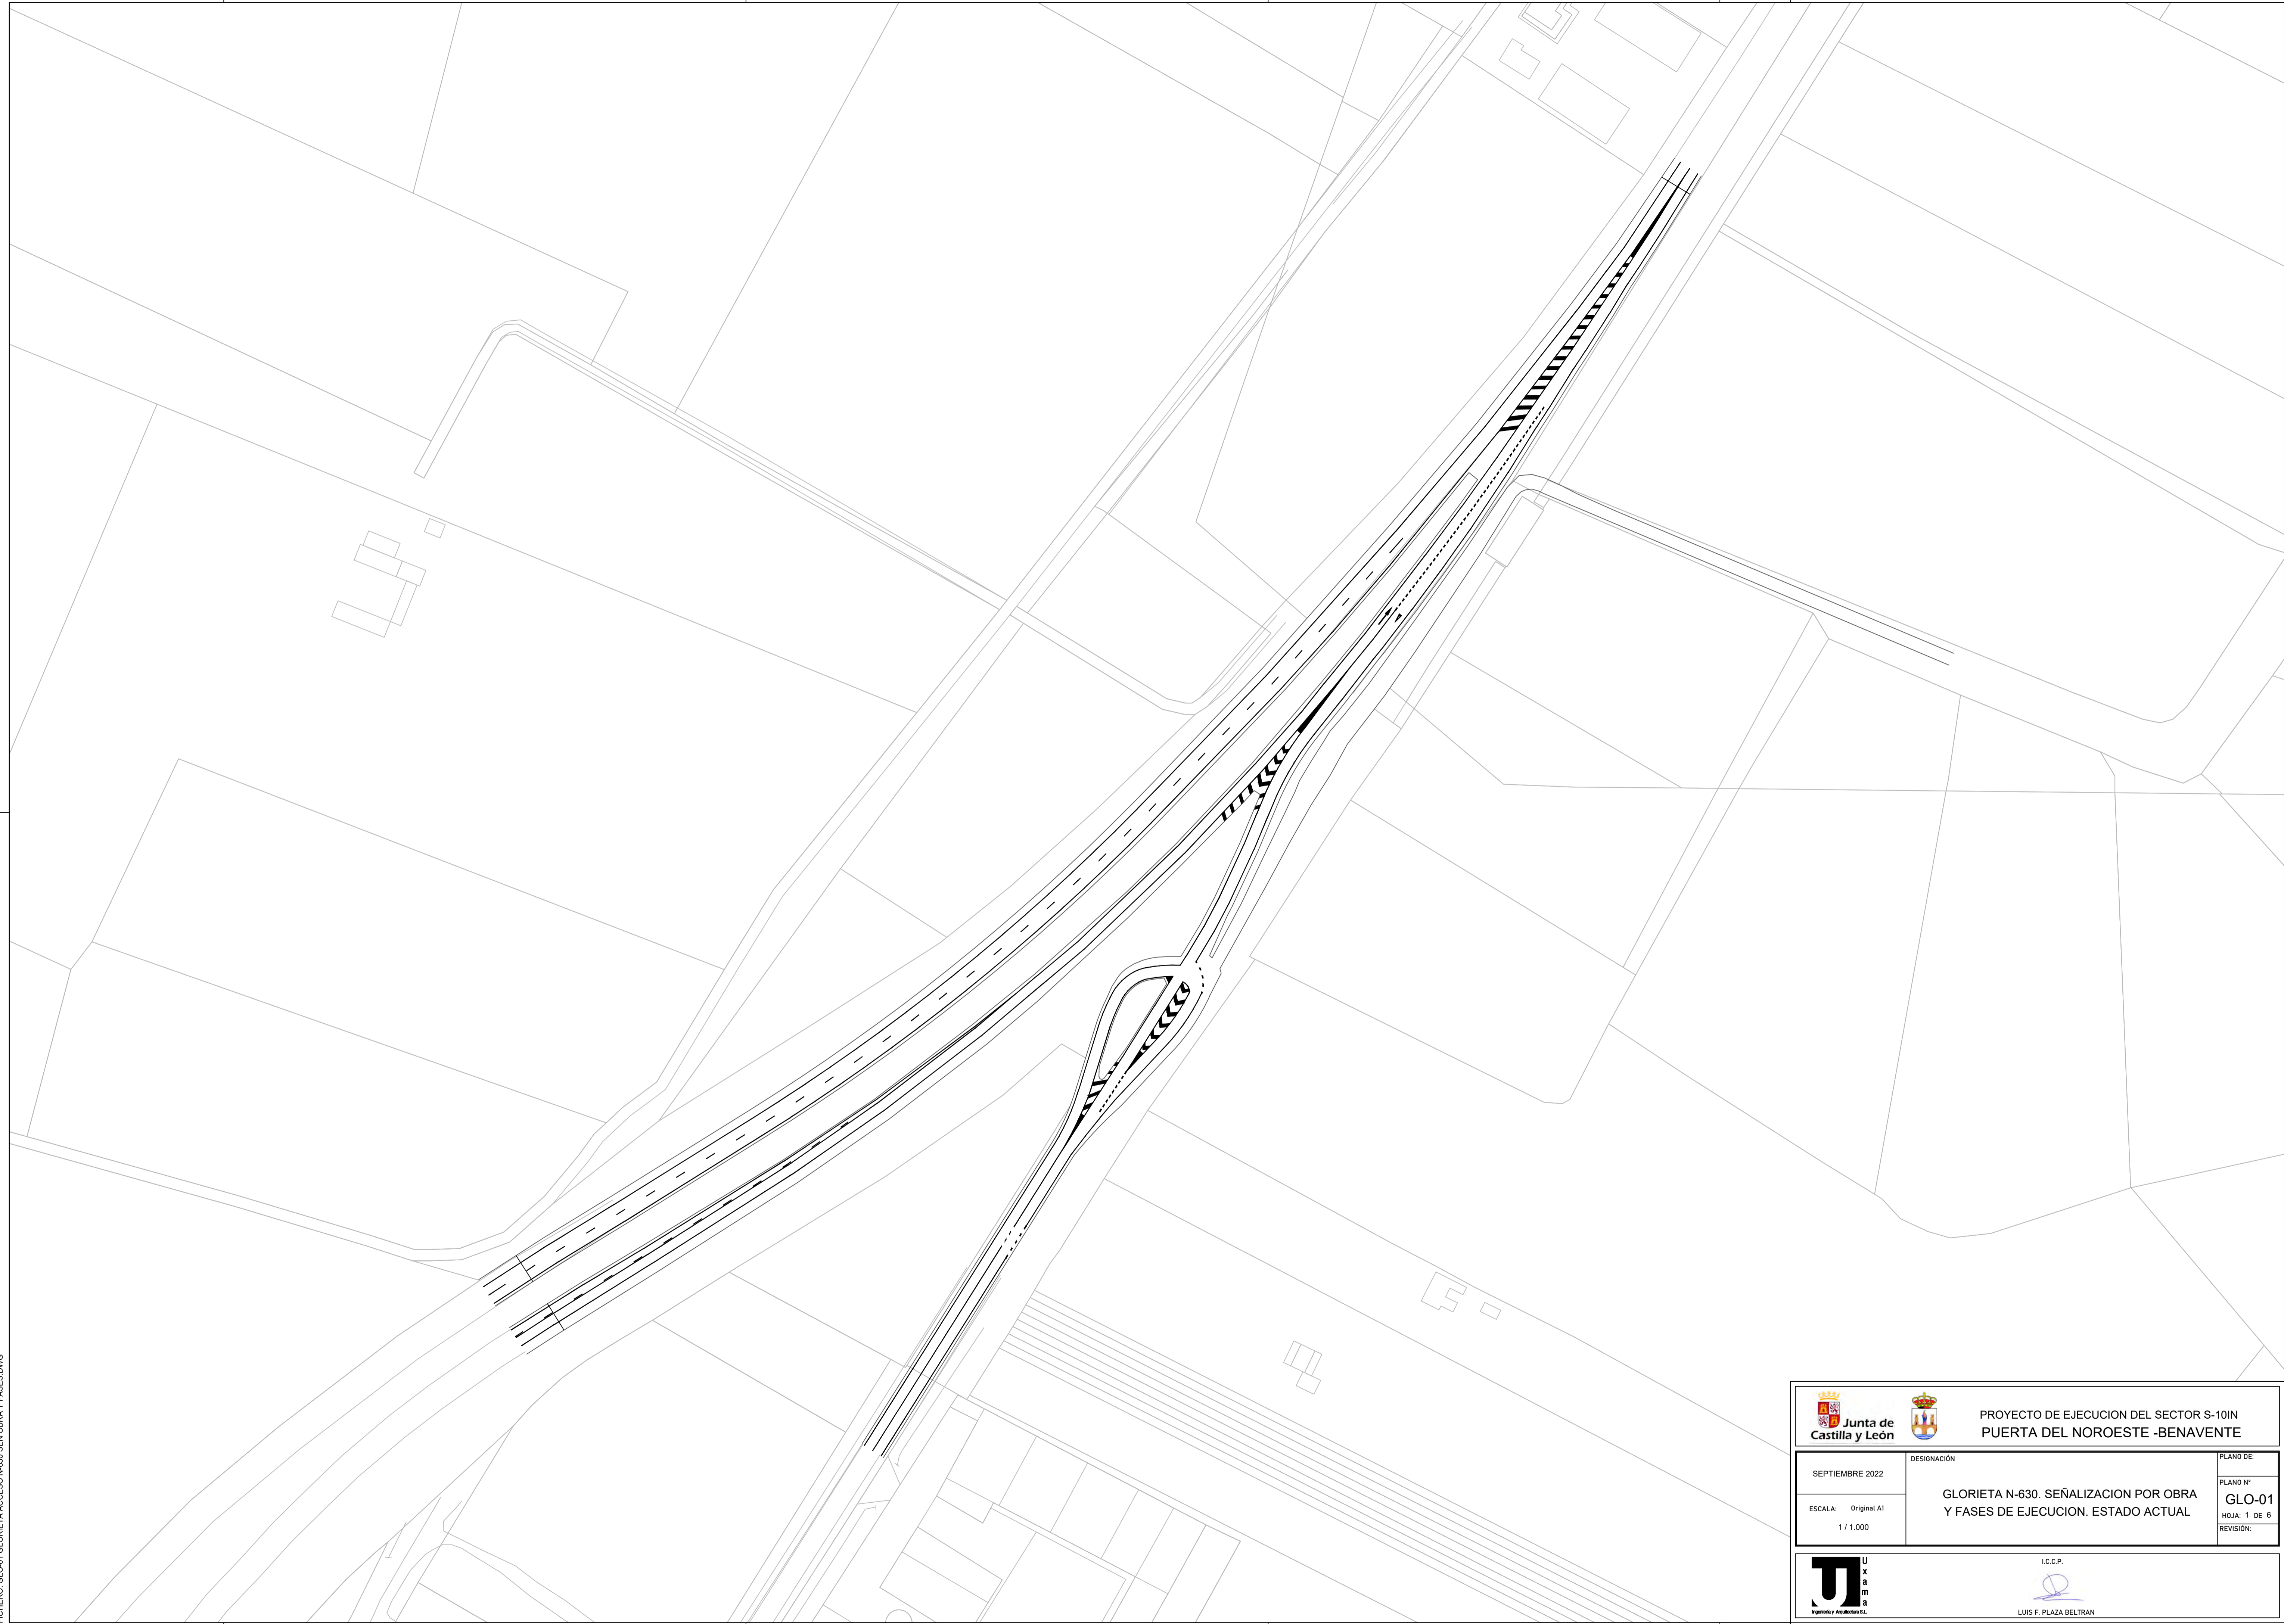 Junta de
Castilla y León
PROYECTO DE EJECUCION DEL SECTOR S-10IN
PUERTA DEL NOROESTE -BENAVENTE
SEPTIEMBRE 2022
ESCALA: Original A1
1 / 1.000
DESIGNACIÓN
GLORIETA N-630. SEÑALIZACION POR OBRA
Y FASES DE EJECUCION. ESTADO ACTUAL
PLANO DE:
PLANO Nº
GLO-01
HOJA: 1 DE 6
REVISIÓN:
Uxama
Ingeniería y Arquitectura S.L.
I.C.C.P.
LUIS F. PLAZA BELTRAN